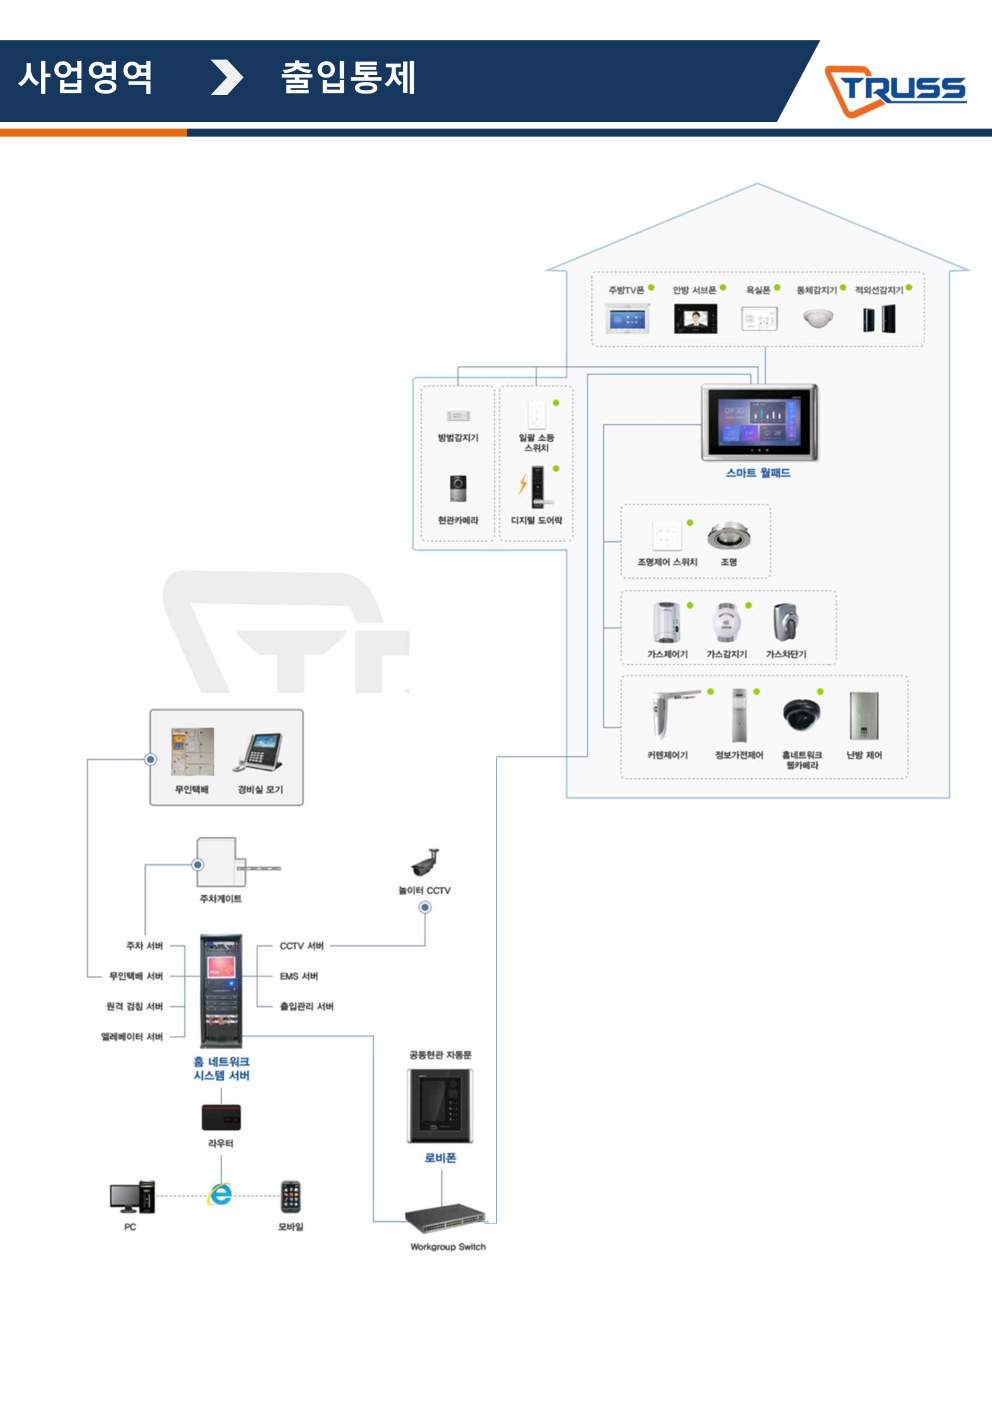 사업영역 출입통제
TRUSS
주방TV폰 안방 서브폰 욕실폰 동체감지기 적외선감지기
방범감지기 일괄 소등
스위치
현관카메라 디지털 도어락
09:30
스마트 월패드
조명제어 스위치 조명
가스제어기 가스감지기 가스차단기
커텐제어기 정보가전제어 홈네트워크
웹카메라 난방 제어
무인택배 경비실 모기
주차게이트
놀이터 CCTV
주차 서버 CCTV 서버
무인택배 서버 EMS 서버
원격 검침 서버 출입관리 서버
엘레베이터 서버
홈 네트워크
시스템 서버
공동현관 자동문
라우터
로비폰
PC 모바일
Workgroup Switch